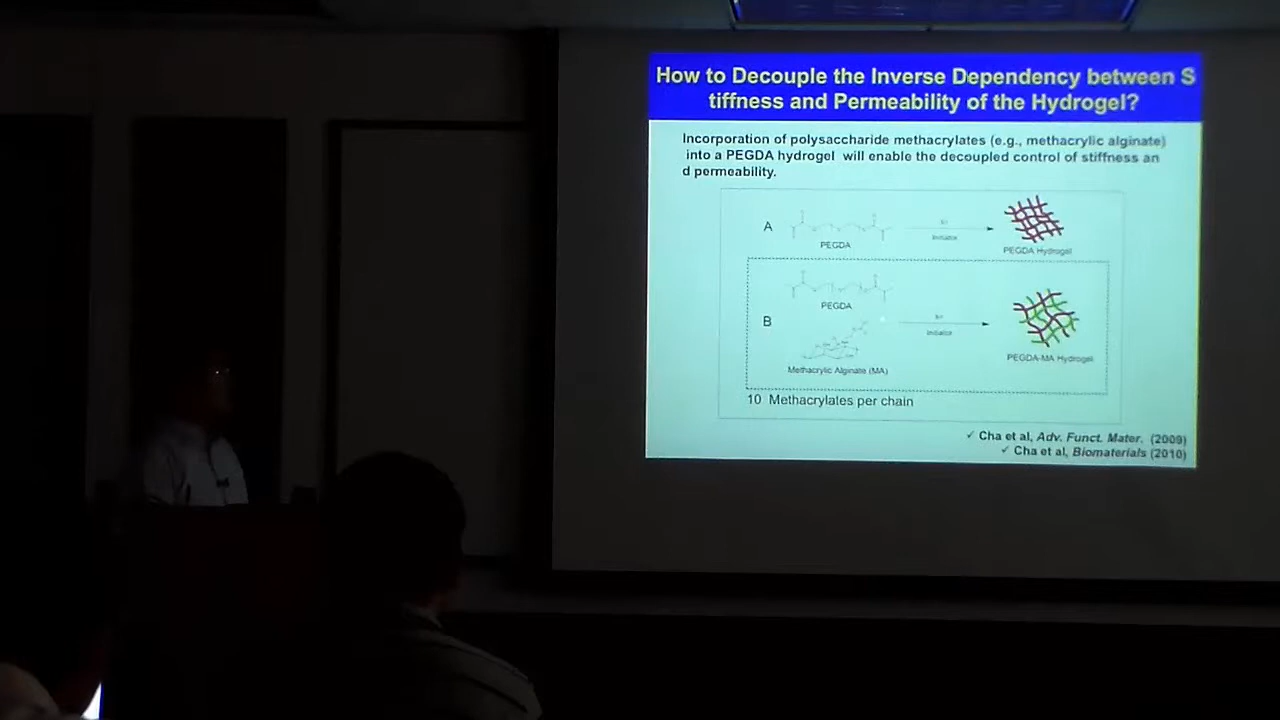 How to Decouple the Inverse Dependency between S
tiffness and Permeability of the Hydrogel?
Incorporation of polysaccharide methacrylates (e.g., methacrylic alginate)
into a PEGDA hydrogel will enable the decoupled control of stiffness an
d permeability.
A
PEGDA
Initiator
PEGDA Hydrogel
PEGDA
B
Initiator
Methacrylic Alginate (MA)
PEGDA-MA Hydrogel
10 Methacrylates per chain
✓ Cha et al, Adv. Funct. Mater. (2009)
✓ Cha et al, Biomaterials (2010)